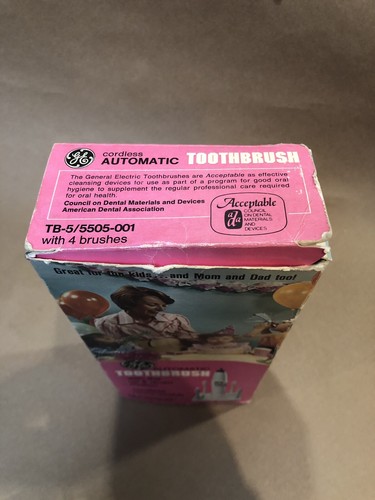 GE cordless AUTOMATIC TOOTHBRUSH
The General Electric Toothbrushes are Acceptable as effective
cleansing devices for use as part of a program for good oral
hygiene to supplement the regular professional care required
for oral health.
Council on Dental Materials and Devices
American Dental Association
Acceptable
ada
COUNCIL
ON DENTAL
MATERIALS
AND
DEVICES
TB-5/5505-001
with 4 brushes
Great for the kids... and Mom and Dad too!
TOOTHBRUSH